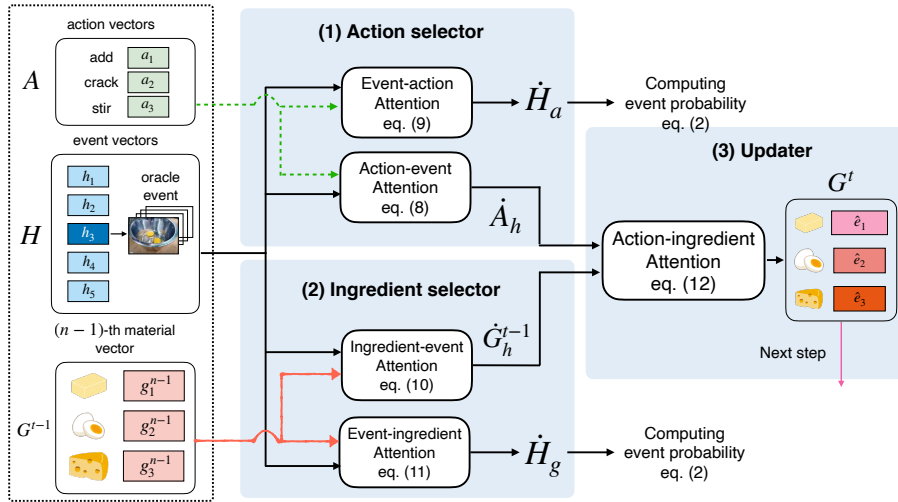 action vectors
A
add a₁
crack a₂
stir a₃
event vectors
H
h₁
h₂
h₃
h₄
h₅
oracle
event
(n − 1)-th material
vector
G^{t−1}
g₁^{n−1}
g₂^{n−1}
g₃^{n−1}
(1) Action selector
Event-action
Attention
eq. (9)
Ḣ_a
Computing
event probability
eq. (2)
Action-event
Attention
eq. (8)
Ȧ_h
(2) Ingredient selector
Ingredient-event
Attention
eq. (10)
Ġ_h^{t−1}
Event-ingredient
Attention
eq. (11)
Ḣ_g
Computing
event probability
eq. (2)
(3) Updater
Action-ingredient
Attention
eq. (12)
G^t
ê₁
ê₂
ê₃
Next step